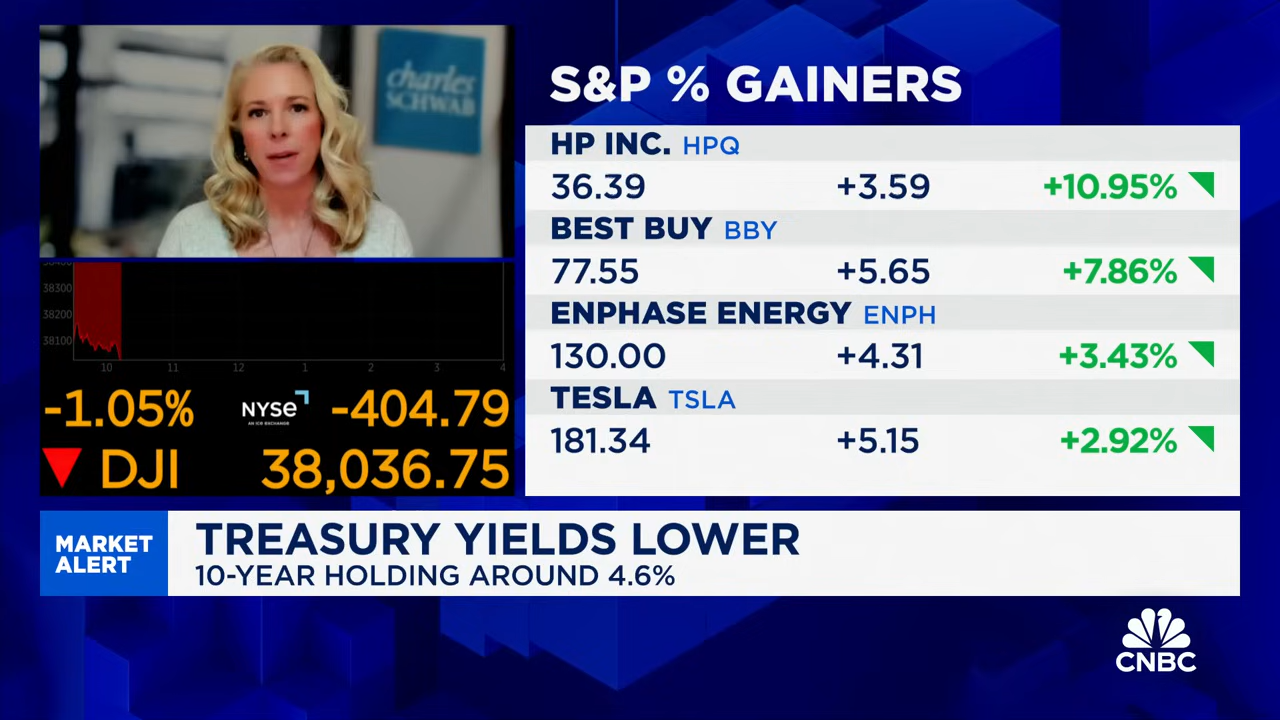 charles
SCHWAB
S&P % GAINERS
HP INC. HPQ
36.39 +3.59 +10.95%
BEST BUY BBY
77.55 +5.65 +7.86%
ENPHASE ENERGY ENPH
130.00 +4.31 +3.43%
TESLA TSLA
181.34 +5.15 +2.92%
38300
38200
38100
10 11 12 1 2 3 4
-1.05% NYSE -404.79
AN ICE EXCHANGE
DJI 38,036.75
MARKET
ALERT
TREASURY YIELDS LOWER
10-YEAR HOLDING AROUND 4.6%
CNBC